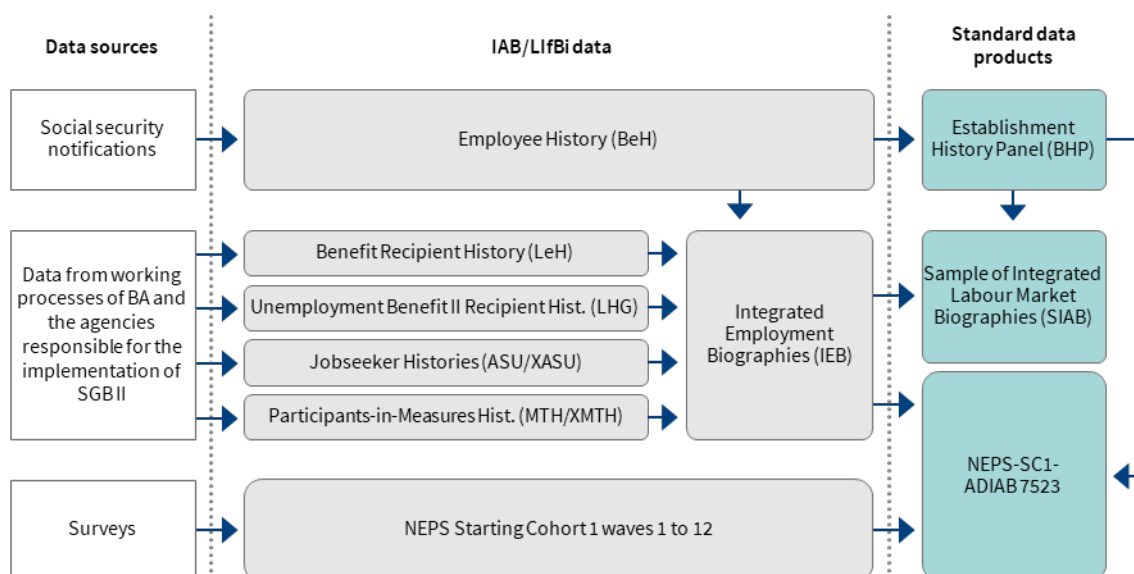 Data sources
IAB/LIfBi data
Standard data
products
Social security
notifications
Employee History (BeH)
Establishment
History Panel (BHP)
Data from working
processes of BA and
the agencies
responsible for the
implementation of
SGB II
Benefit Recipient History (LeH)
Unemployment Benefit II Recipient Hist. (LHG)
Jobseeker Histories (ASU/XASU)
Participants-in-Measures Hist. (MTH/XMTH)
Integrated
Employment
Biographies (IEB)
Sample of Integrated
Labour Market
Biographies (SIAB)
Surveys
NEPS Starting Cohort 1 waves 1 to 12
NEPS-SC1-
ADIAB 7523